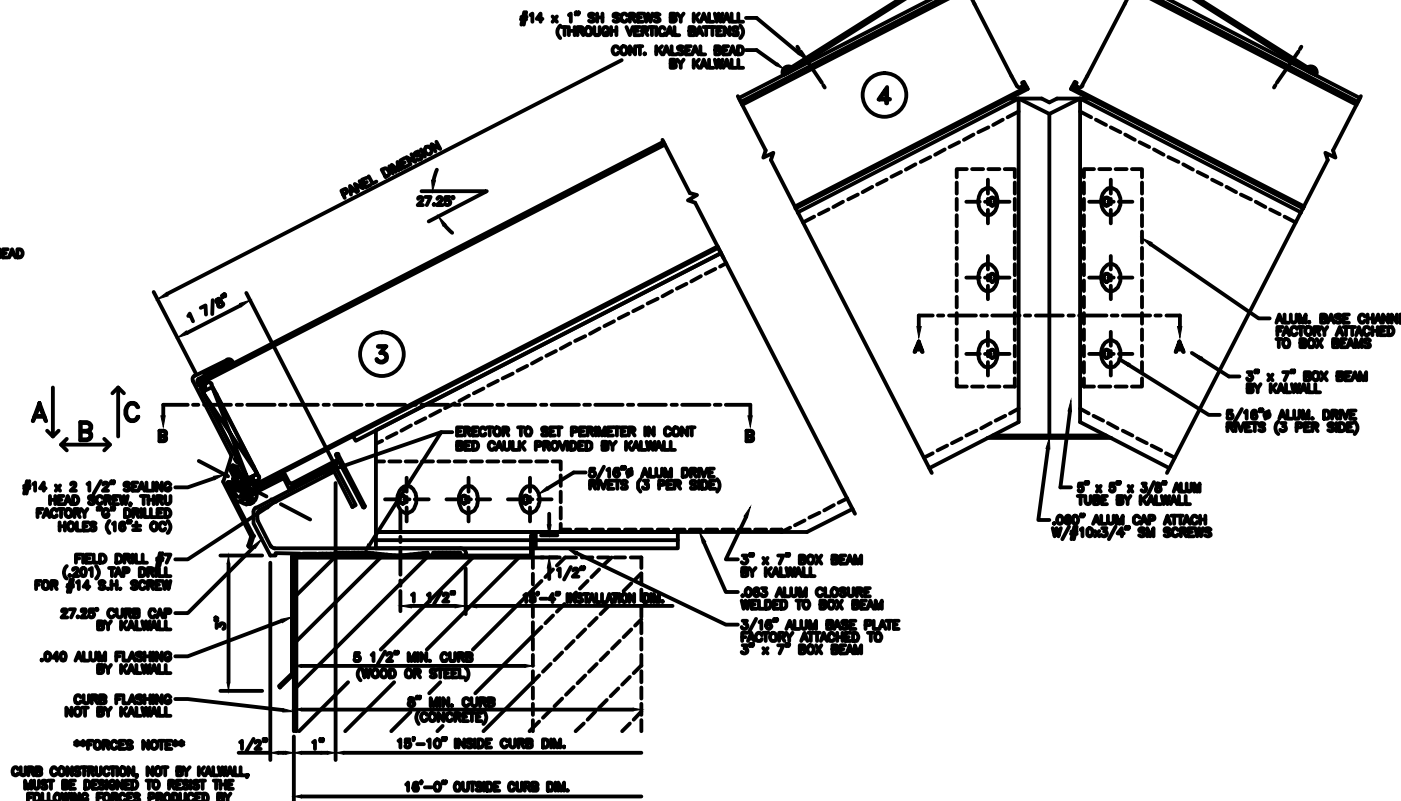 #14 x 1" SH SCREWS BY KALWALL
(THROUGH VERTICAL BATTENS)
CONT. KALSEAL BEAD
BY KALWALL
4
PANEL DIMENSION
27.25°
EAD
1 7/8"
3
A
B
C
B
B
ERECTOR TO SET PERIMETER IN CONT
BED CAULK PROVIDED BY KALWALL
5/16"ø ALUM DRIVE
RIVETS (3 PER SIDE)
#14 x 2 1/2" SEALING
HEAD SCREW, THRU
FACTORY "G" DRILLED
HOLES (16"± OC)
FIELD DRILL #7
(.201) TAP DRILL
FOR #14 S.H. SCREW
27.25° CURB CAP
BY KALWALL
.040 ALUM FLASHING
BY KALWALL
CURB FLASHING
NOT BY KALWALL
3"
1/2"
1 1/2"
15'-4" INSTALLATION DIM.
5 1/2" MIN. CURB
(WOOD OR STEEL)
MIN. CURB
(CONCRETE)
1/2"
1"
15'-10" INSIDE CURB DIM.
16'-0" OUTSIDE CURB DIM.
**FORCES NOTE**
CURB CONSTRUCTION, NOT BY KALWALL,
MUST BE DESIGNED TO RESIST THE
FOLLOWING FORCES PRODUCED BY
3" x 7" BOX BEAM
BY KALWALL
.063 ALUM CLOSURE
WELDED TO BOX BEAM
3/16" ALUM BASE PLATE
FACTORY ATTACHED TO
3" x 7" BOX BEAM
A
A
ALUM. BASE CHANN
FACTORY ATTACHED
TO BOX BEAMS
3" x 7" BOX BEAM
BY KALWALL
5/16"ø ALUM. DRIVE
RIVETS (3 PER SIDE)
5" x 5" x 3/8" ALUM
TUBE BY KALWALL
ALUM CAP ATTACH
W/#10x3/4" SM SCREWS